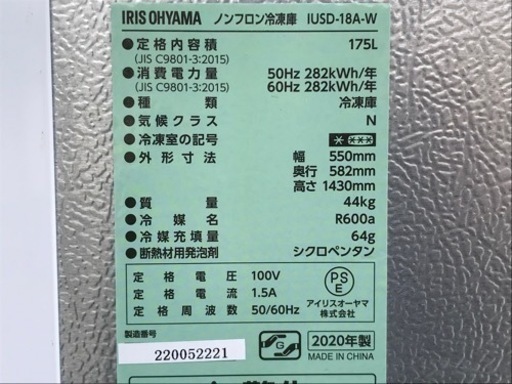 IRIS OHYAMA ノンフロン冷凍庫 IUSD-18A-W
●定格内容積 175L
(JIS C9801-3:2015)
●消費電力量 50Hz 282kWh/年
(JIS C9801-3:2015) 60Hz 282kWh/年
●種類 冷凍庫
●気候クラス N
●冷凍室の記号 * ***
●外形寸法 幅 550mm
奥行 582mm
高さ 1430mm
●質量 44kg
●冷媒名 R600a
●冷媒充填量 64g
●断熱材用発泡剤 シクロペンタン
定格電圧 100V
定格電流 1.5A
定格周波数 50/60Hz
PSE
アイリスオーヤマ
株式会社
製造番号
220052221
G
2020年製
MADE IN CHINA